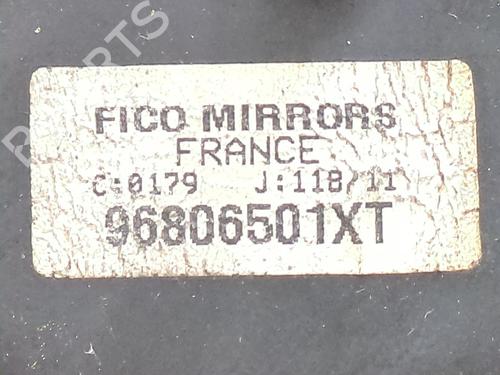 FICO MIRRORS
FRANCE
C:0179 J:118/11
96806501XT